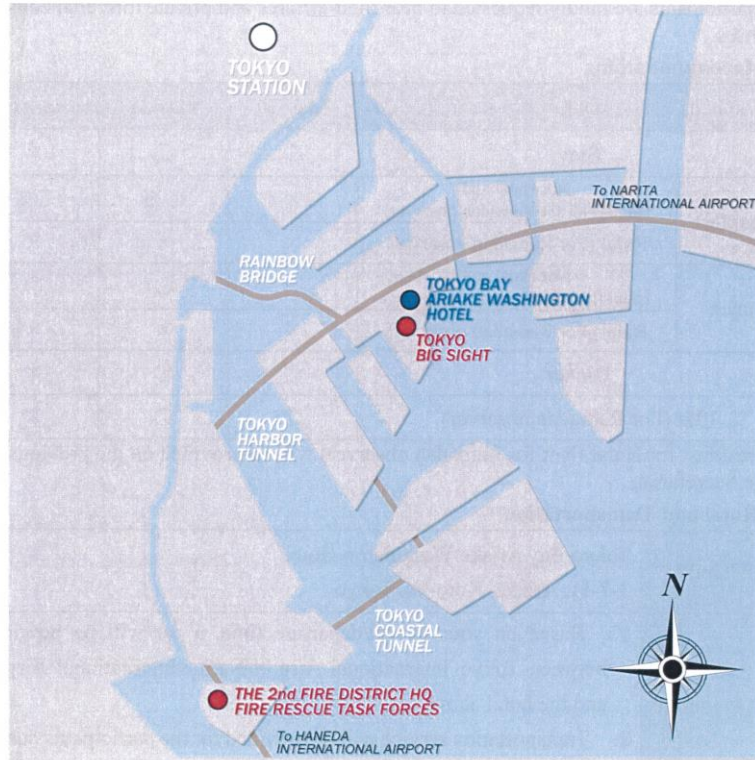 TOKYO
STATION
To NARITA
INTERNATIONAL AIRPORT
RAINBOW
BRIDGE
TOKYO BAY
ARIAKE WASHINGTON
HOTEL
TOKYO
BIG SIGHT
TOKYO
HARBOR
TUNNEL
TOKYO
COASTAL
TUNNEL
N
THE 2nd FIRE DISTRICT HQ
FIRE RESCUE TASK FORCES
To HANEDA
INTERNATIONAL AIRPORT